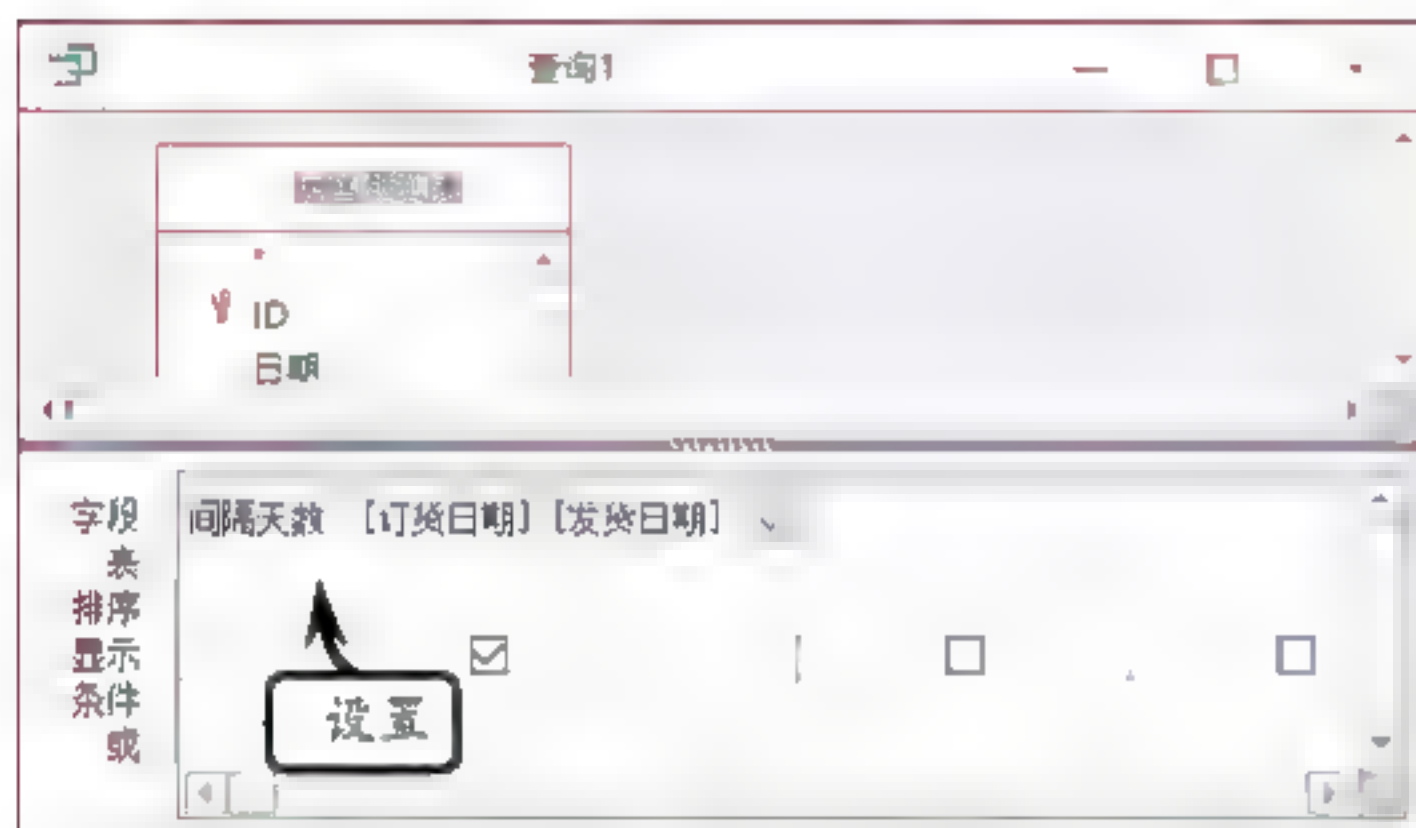 查询1
ID
日期
字段
间隔天数 [订货日期] [发货日期]
表
排序
显示
条件
或
设置